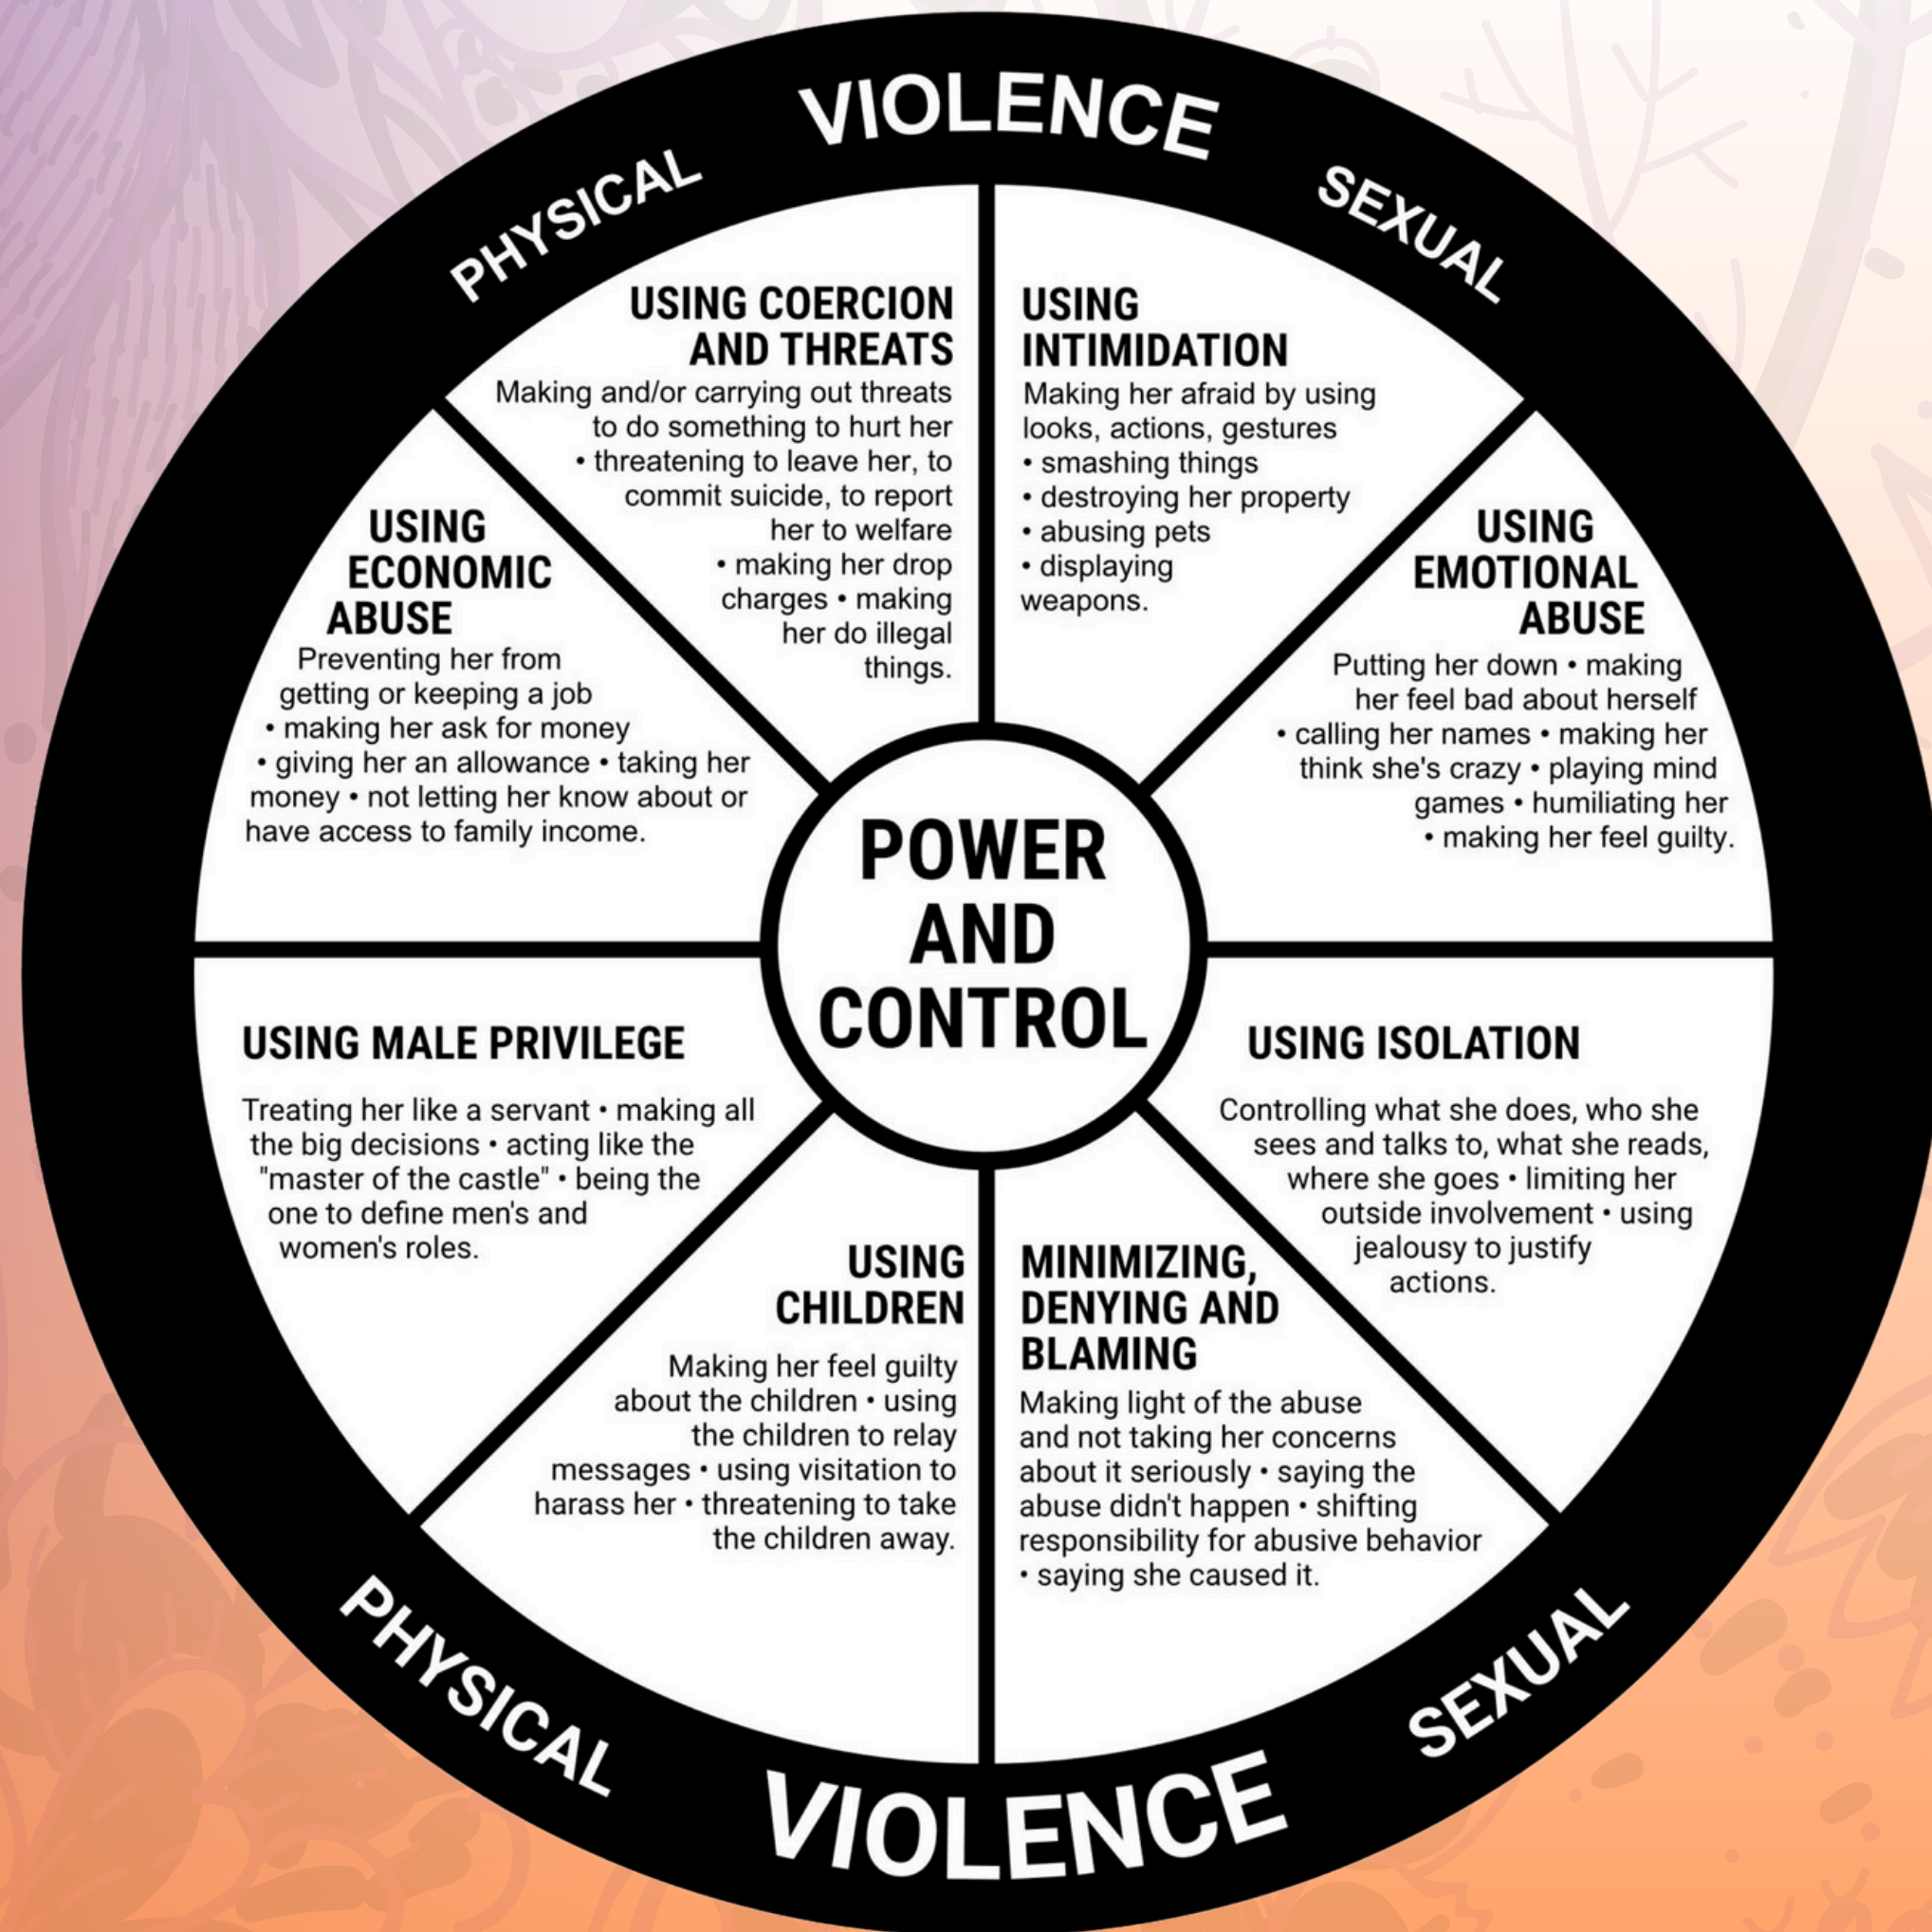 VIOLENCE
PHYSICAL
SEXUAL
USING COERCION
AND THREATS
Making and/or carrying out threats
to do something to hurt her
• threatening to leave her, to
commit suicide, to report
her to welfare
• making her drop
charges • making
her do illegal
things.
USING
INTIMIDATION
Making her afraid by using
looks, actions, gestures
• smashing things
• destroying her property
• abusing pets
• displaying
weapons.
USING
ECONOMIC
ABUSE
Preventing her from
getting or keeping a job
• making her ask for money
• giving her an allowance • taking her
money • not letting her know about or
have access to family income.
USING
EMOTIONAL
ABUSE
Putting her down • making
her feel bad about herself
• calling her names • making her
think she's crazy • playing mind
games • humiliating her
• making her feel guilty.
POWER
AND
CONTROL
USING MALE PRIVILEGE
Treating her like a servant • making all
the big decisions • acting like the
"master of the castle" • being the
one to define men's and
women's roles.
USING ISOLATION
Controlling what she does, who she
sees and talks to, what she reads,
where she goes • limiting her
outside involvement • using
jealousy to justify
actions.
USING
CHILDREN
Making her feel guilty
about the children • using
the children to relay
messages • using visitation to
harass her • threatening to take
the children away.
MINIMIZING,
DENYING AND
BLAMING
Making light of the abuse
and not taking her concerns
about it seriously • saying the
abuse didn't happen • shifting
responsibility for abusive behavior
• saying she caused it.
PHYSICAL
SEXUAL
VIOLENCE